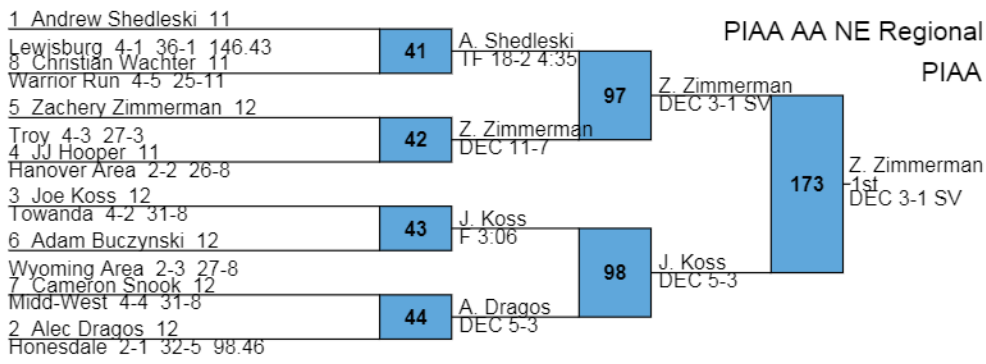 1 Andrew Shedleski 11
Lewisburg 4-1 36-1 146.43
8 Christian Wachter 11
Warrior Run 4-5 25-11
5 Zachery Zimmerman 12
Troy 4-3 27-3
4 JJ Hooper 11
Hanover Area 2-2 26-8
3 Joe Koss 12
Towanda 4-2 31-8
6 Adam Buczynski 12
Wyoming Area 2-3 27-8
7 Cameron Snook 12
Midd-West 4-4 31-8
2 Alec Dragos 12
Honesdale 2-1 32-5 98.46
41
42
43
44
A. Shedleski
TF 18-2 4:35
Z. Zimmerman
DEC 11-7
J. Koss
F 3:06
A. Dragos
DEC 5-3
97
98
Z. Zimmerman
DEC 3-1 SV
J. Koss
DEC 5-3
173
PIAA AA NE Regional
PIAA
Z. Zimmerman
1st
DEC 3-1 SV